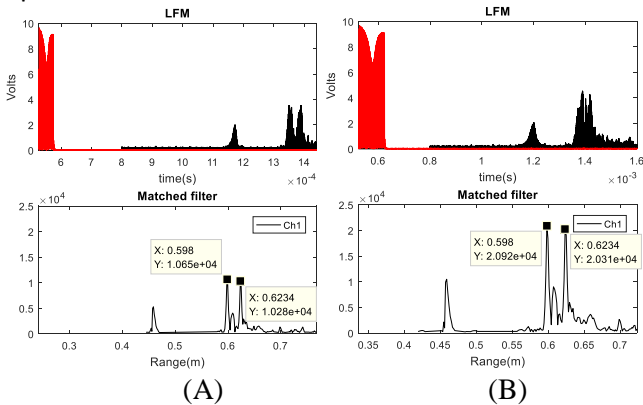 LFM
Volts
10
8
6
4
2
0
6 7 8 9 10 11 12 13 14
time(s)
×10⁻⁴
Matched filter
×10⁴
2.5
2
1.5
1
0.5
0
Ch1
X: 0.598
Y: 1.065e+04
X: 0.6234
Y: 1.028e+04
0.3 0.4 0.5 0.6 0.7
Range(m)
(A)
LFM
Volts
10
8
6
4
2
0
0.6 0.8 1 1.2 1.4 1.6
time(s)
×10⁻³
Matched filter
×10⁴
2.5
2
1.5
1
0.5
0
Ch1
X: 0.598
Y: 2.092e+04
X: 0.6234
Y: 2.031e+04
0.35 0.4 0.45 0.5 0.55 0.6 0.65 0.7
Range(m)
(B)